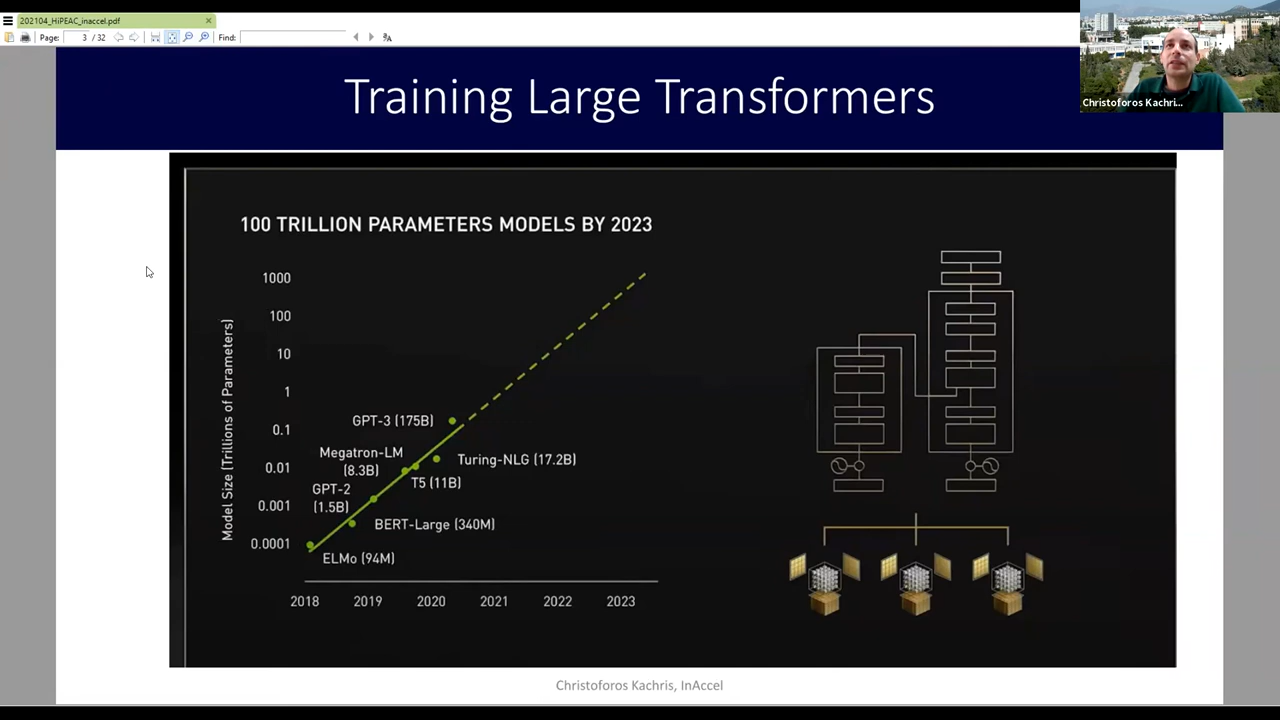 202104_HiPEAC_inaccel.pdf
Page: 3 / 32 Find:
Christoforos Kachri...
Training Large Transformers
100 TRILLION PARAMETERS MODELS BY 2023
Model Size (Trillions of Parameters)
1000
100
10
1
0.1
0.01
0.001
0.0001
GPT-3 (175B)
Megatron-LM
(8.3B)
Turing-NLG (17.2B)
T5 (11B)
GPT-2
(1.5B)
BERT-Large (340M)
ELMo (94M)
2018 2019 2020 2021 2022 2023
Christoforos Kachris, InAccel